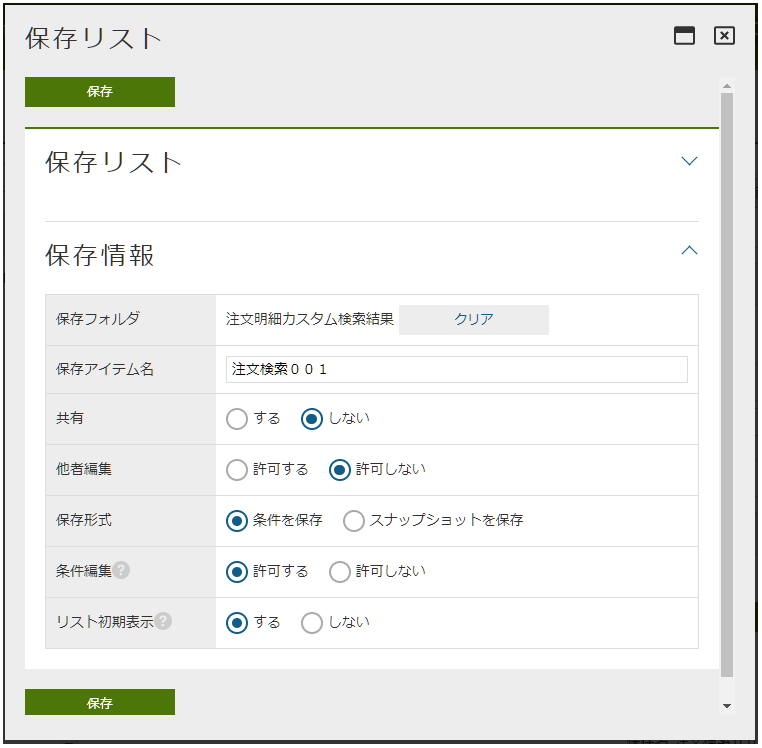 保存リスト
保存
保存リスト
保存情報
保存フォルダ 注文明細カスタム検索結果 クリア
保存アイテム名 注文検索００１
共有 する しない
他者編集 許可する 許可しない
保存形式 条件を保存 スナップショットを保存
条件編集? 許可する 許可しない
リスト初期表示? する しない
保存